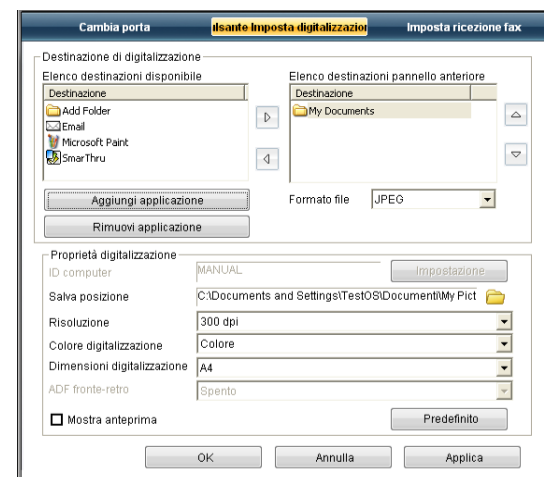 Cambia porta
ulsante Imposta digitalizzazior
Imposta ricezione fax
Destinazione di digitalizzazione
Elenco destinazioni disponibile
Destinazione
Add Folder
Email
Microsoft Paint
SmarThru
Elenco destinazioni pannello anteriore
Destinazione
My Documents
Aggiungi applicazione
Rimuovi applicazione
Formato file JPEG
Proprietà digitalizzazione
ID computer MANUAL Impostazione
Salva posizione C:\Documents and Settings\TestOS\Documenti\My Pict
Risoluzione 300 dpi
Colore digitalizzazione Colore
Dimensioni digitalizzazione A4
ADF fronte-retro Spento
Mostra anteprima Predefinito
OK Annulla Applica